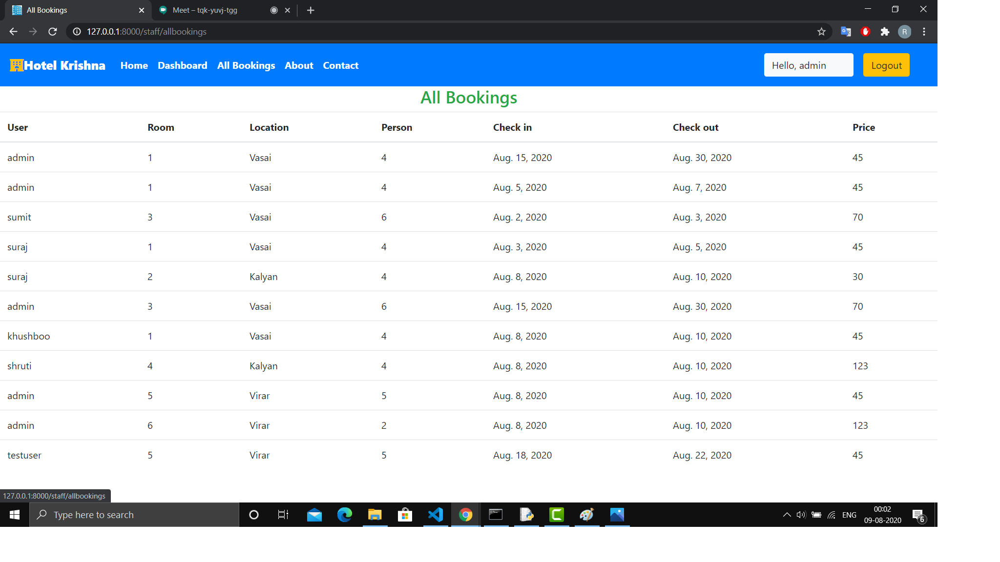 All Bookings
Meet – tqk-yuvj-tgg
127.0.0.1:8000/staff/allbookings
R
Hotel Krishna Home Dashboard All Bookings About Contact Hello, admin Logout
All Bookings
User Room Location Person Check in Check out Price
admin 1 Vasai 4 Aug. 15, 2020 Aug. 30, 2020 45
admin 1 Vasai 4 Aug. 5, 2020 Aug. 7, 2020 45
sumit 3 Vasai 6 Aug. 2, 2020 Aug. 3, 2020 70
suraj 1 Vasai 4 Aug. 3, 2020 Aug. 5, 2020 45
suraj 2 Kalyan 4 Aug. 8, 2020 Aug. 10, 2020 30
admin 3 Vasai 6 Aug. 15, 2020 Aug. 30, 2020 70
khushboo 1 Vasai 4 Aug. 8, 2020 Aug. 10, 2020 45
shruti 4 Kalyan 4 Aug. 8, 2020 Aug. 10, 2020 123
admin 5 Virar 5 Aug. 8, 2020 Aug. 10, 2020 45
admin 6 Virar 2 Aug. 8, 2020 Aug. 10, 2020 123
testuser 5 Virar 5 Aug. 18, 2020 Aug. 22, 2020 45
127.0.0.1:8000/staff/allbookings
Type here to search
ENG
00:02
09-08-2020
6